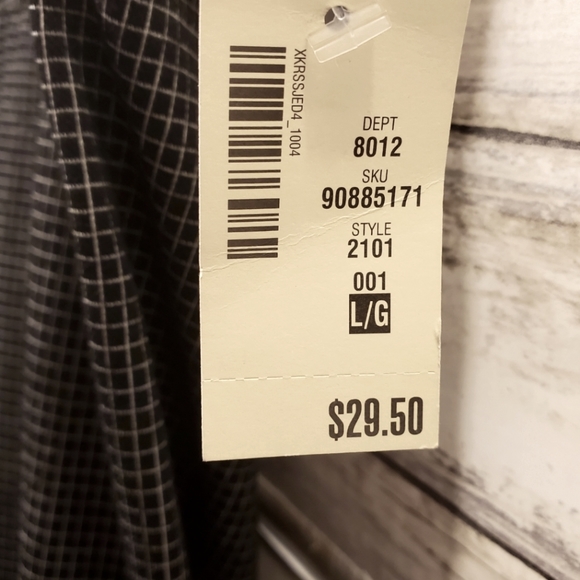 XKRSSJED4_1004
DEPT
8012
SKU
90885171
STYLE
2101
001
L/G
$29.50